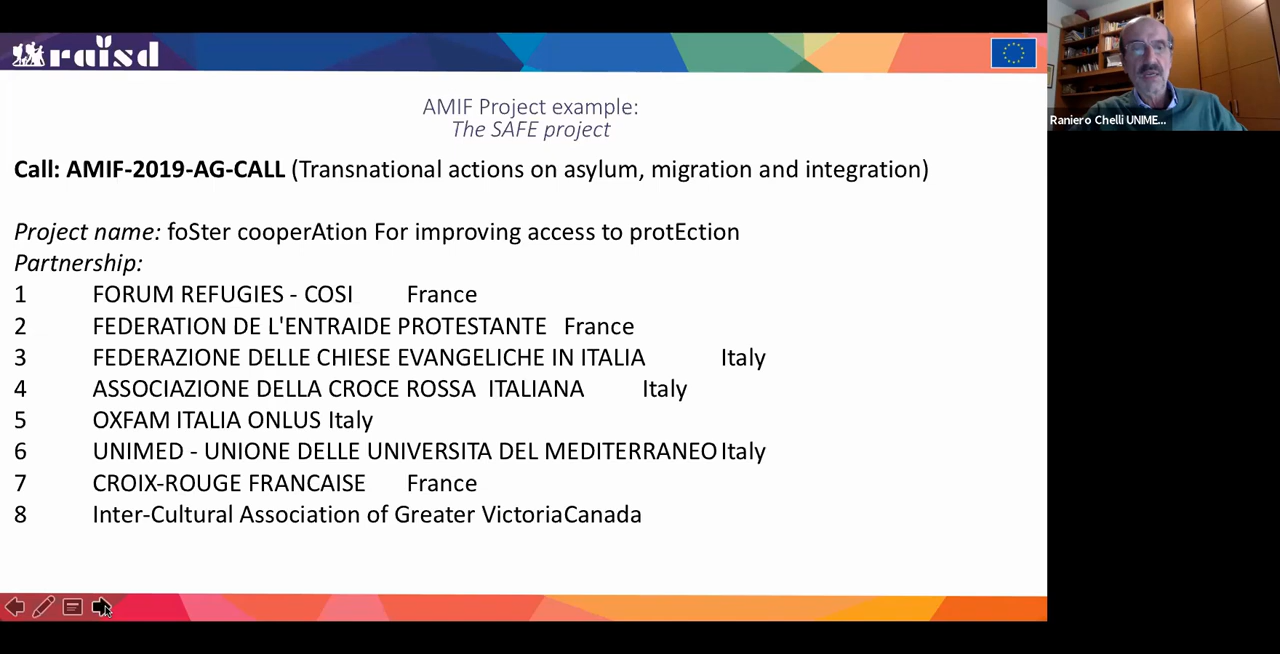 raisd
AMIF Project example:
The SAFE project
Call: AMIF-2019-AG-CALL (Transnational actions on asylum, migration and integration)
Project name: foSter cooperAtion For improving access to protEction
Partnership:
1 FORUM REFUGIES - COSI France
2 FEDERATION DE L'ENTRAIDE PROTESTANTE France
3 FEDERAZIONE DELLE CHIESE EVANGELICHE IN ITALIA Italy
4 ASSOCIAZIONE DELLA CROCE ROSSA ITALIANA Italy
5 OXFAM ITALIA ONLUS Italy
6 UNIMED - UNIONE DELLE UNIVERSITA DEL MEDITERRANEO Italy
7 CROIX-ROUGE FRANCAISE France
8 Inter-Cultural Association of Greater VictoriaCanada
Raniero Chelli UNIME...